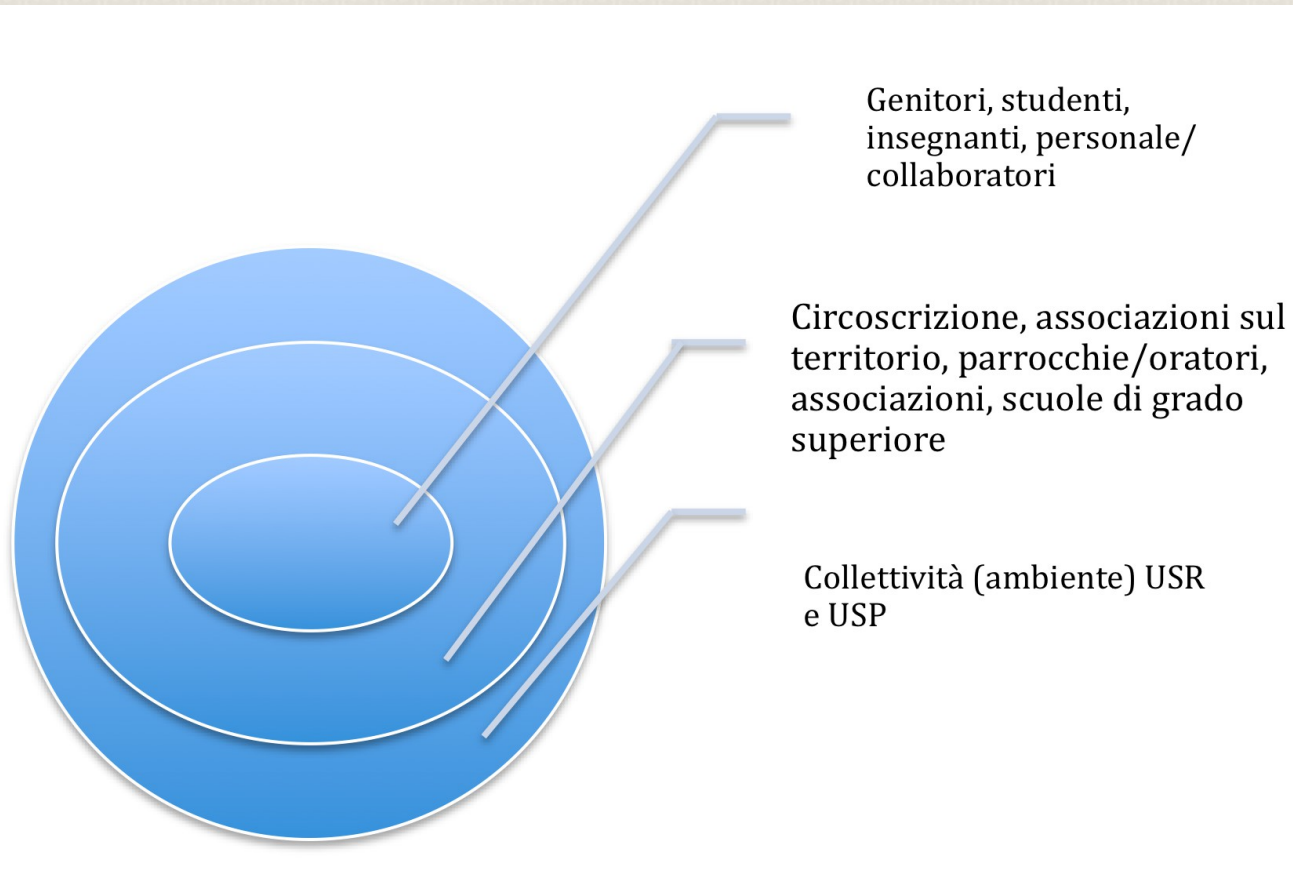 Genitori, studenti,
insegnanti, personale/
collaboratori
Circoscrizione, associazioni sul
territorio, parrocchie/oratori,
associazioni, scuole di grado
superiore
Collettività (ambiente) USR
e USP